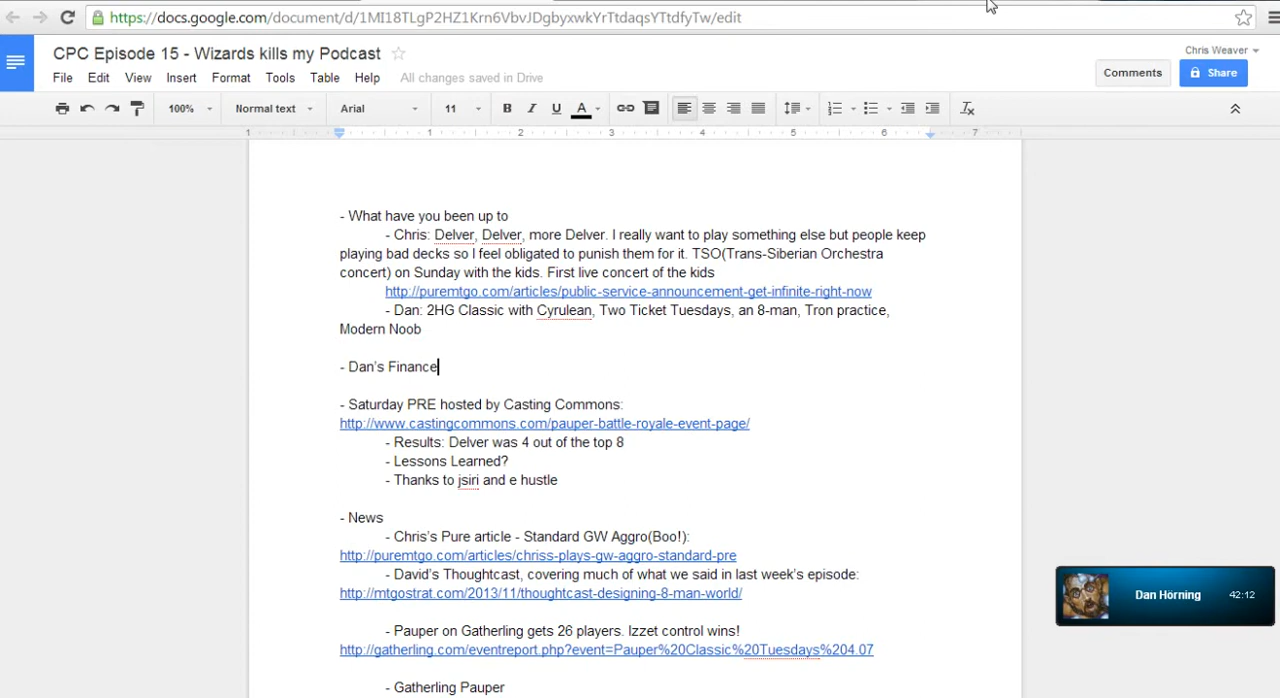 https://docs.google.com/document/d/1MI18TLgP2HZ1Krn6VbvJDgbyxwkYrTtdaqsYTtdfyTw/edit
CPC Episode 15 - Wizards kills my Podcast
Chris Weaver
File Edit View Insert Format Tools Table Help All changes saved in Drive
Comments Share
100% Normal text Arial 11 B I U A
1 1 2 3 4 5 6 7
- What have you been up to
- Chris: Delver, Delver, more Delver. I really want to play something else but people keep
playing bad decks so I feel obligated to punish them for it. TSO(Trans-Siberian Orchestra
concert) on Sunday with the kids. First live concert of the kids
http://puremtgo.com/articles/public-service-announcement-get-infinite-right-now
- Dan: 2HG Classic with Cyrulean, Two Ticket Tuesdays, an 8-man, Tron practice,
Modern Noob
- Dan's Finance
- Saturday PRE hosted by Casting Commons:
http://www.castingcommons.com/pauper-battle-royale-event-page/
- Results: Delver was 4 out of the top 8
- Lessons Learned?
- Thanks to jsiri and e hustle
- News
- Chris's Pure article - Standard GW Aggro(Boo!):
http://puremtgo.com/articles/chriss-plays-gw-aggro-standard-pre
- David's Thoughtcast, covering much of what we said in last week's episode:
http://mtgostrat.com/2013/11/thoughtcast-designing-8-man-world/
Dan Hörning 42:12
- Pauper on Gatherling gets 26 players. Izzet control wins!
http://gatherling.com/eventreport.php?event=Pauper%20Classic%20Tuesdays%204.07
- Gatherling Pauper